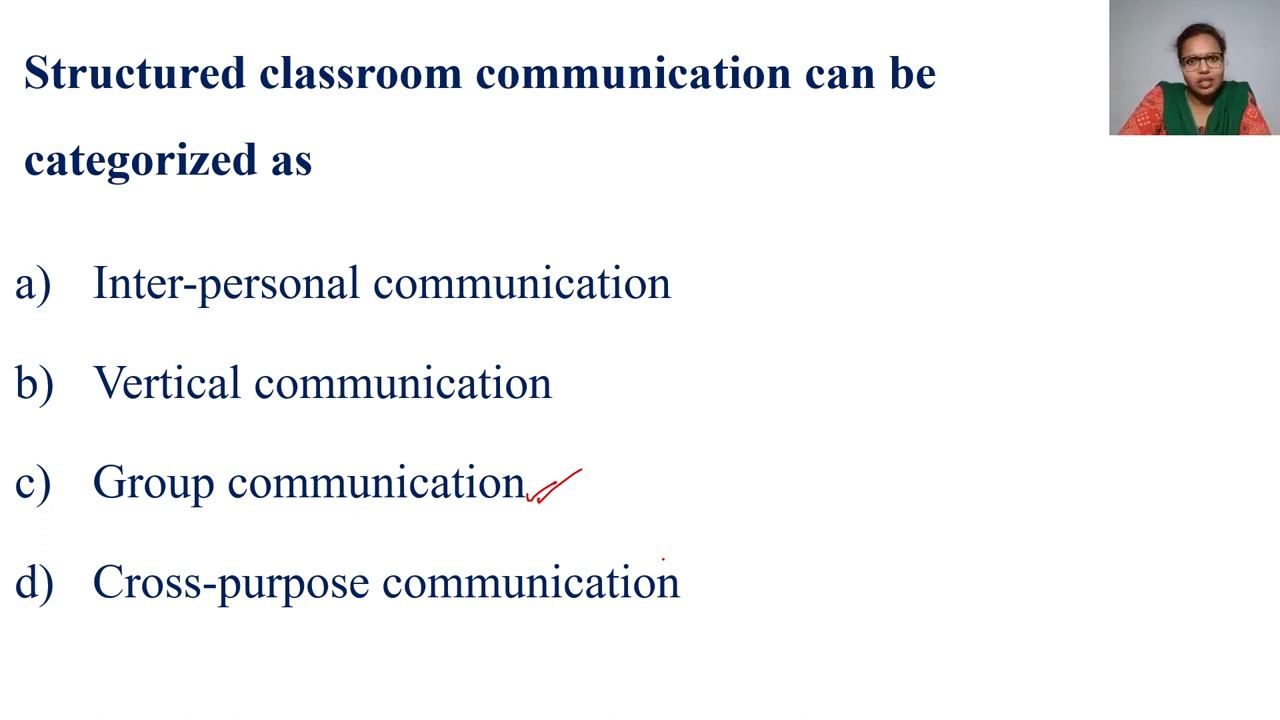 Structured classroom communication can be
categorized as
a) Inter-personal communication
b) Vertical communication
c) Group communication
d) Cross-purpose communication